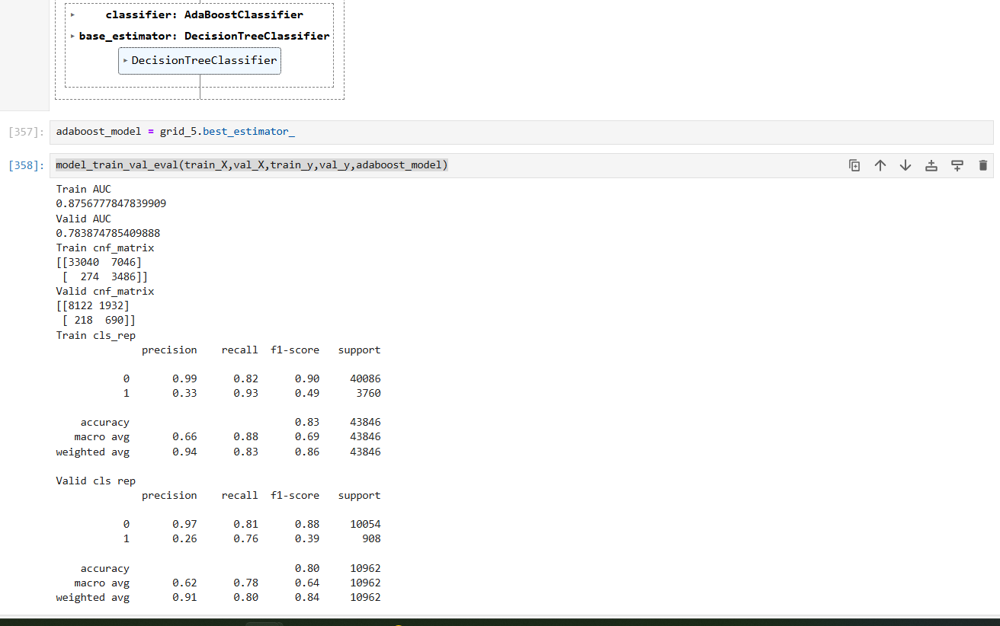 classifier: AdaBoostClassifier
base_estimator: DecisionTreeClassifier
DecisionTreeClassifier
[357]: adaboost_model = grid_5.best_estimator_
[358]: model_train_val_eval(train_X,val_X,train_y,val_y,adaboost_model)
Train AUC
0.8756777847839909
Valid AUC
0.783874785409888
Train cnf_matrix
[[33040  7046]
 [  274  3486]]
Valid cnf_matrix
[[8122 1932]
 [ 218  690]]
Train cls_rep
precision    recall  f1-score   support
0       0.99      0.82      0.90     40086
1       0.33      0.93      0.49      3760
accuracy                           0.83     43846
macro avg       0.66      0.88      0.69     43846
weighted avg       0.94      0.83      0.86     43846
Valid cls rep
precision    recall  f1-score   support
0       0.97      0.81      0.88     10054
1       0.26      0.76      0.39       908
accuracy                           0.80     10962
macro avg       0.62      0.78      0.64     10962
weighted avg       0.91      0.80      0.84     10962